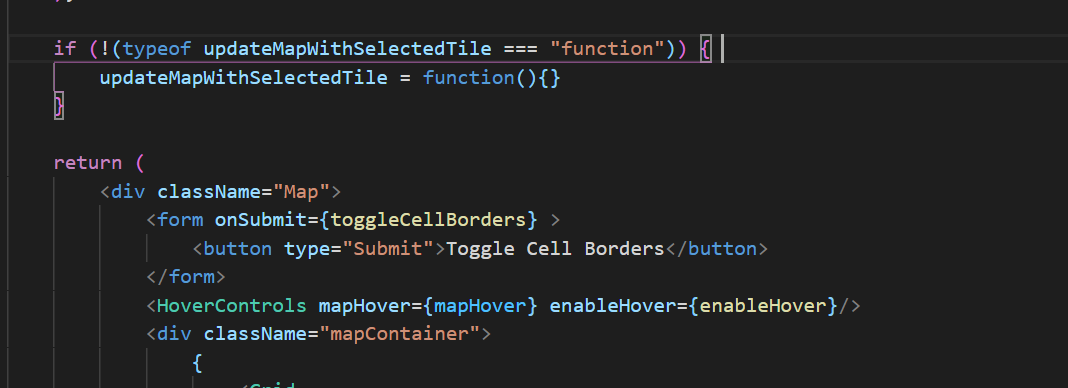 if (!(typeof updateMapWithSelectedTile === "function")) {
updateMapWithSelectedTile = function(){}
}
return (
<div className="Map">
<form onSubmit={toggleCellBorders} >
<button type="Submit">Toggle Cell Borders</button>
</form>
<HoverControls mapHover={mapHover} enableHover={enableHover}/>
<div className="mapContainer">
{
<Grid